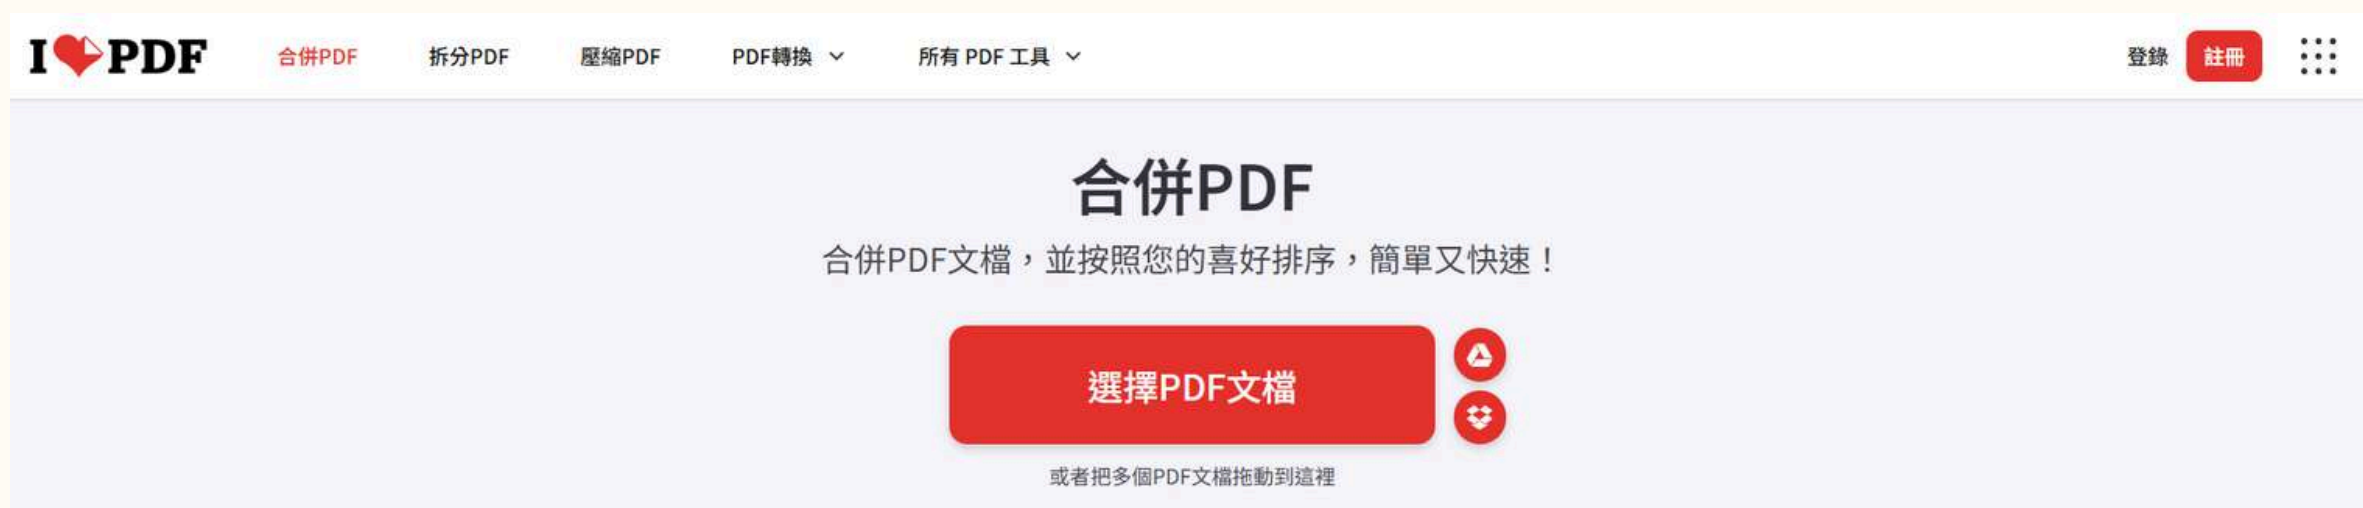 I PDF 合併PDF 拆分PDF 壓縮PDF PDF轉換 所有 PDF 工具 登錄 註冊
合併PDF
合併PDF文檔，並按照您的喜好排序，簡單又快速！
選擇PDF文檔
或者把多個PDF文檔拖動到這裡